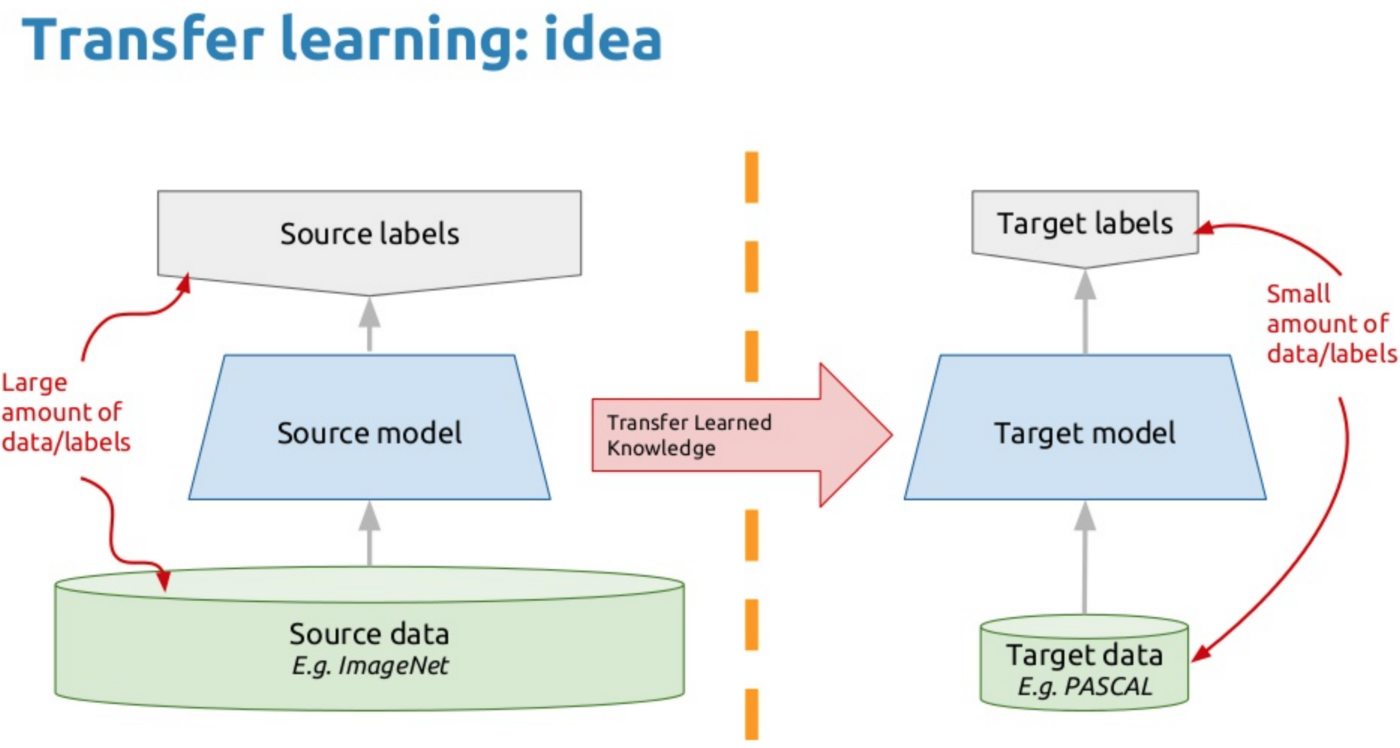 Transfer learning: idea
Source labels
Large
amount of
data/labels
Source model
Source data
E.g. ImageNet
Transfer Learned
Knowledge
Target labels
Small
amount of
data/labels
Target model
Target data
E.g. PASCAL